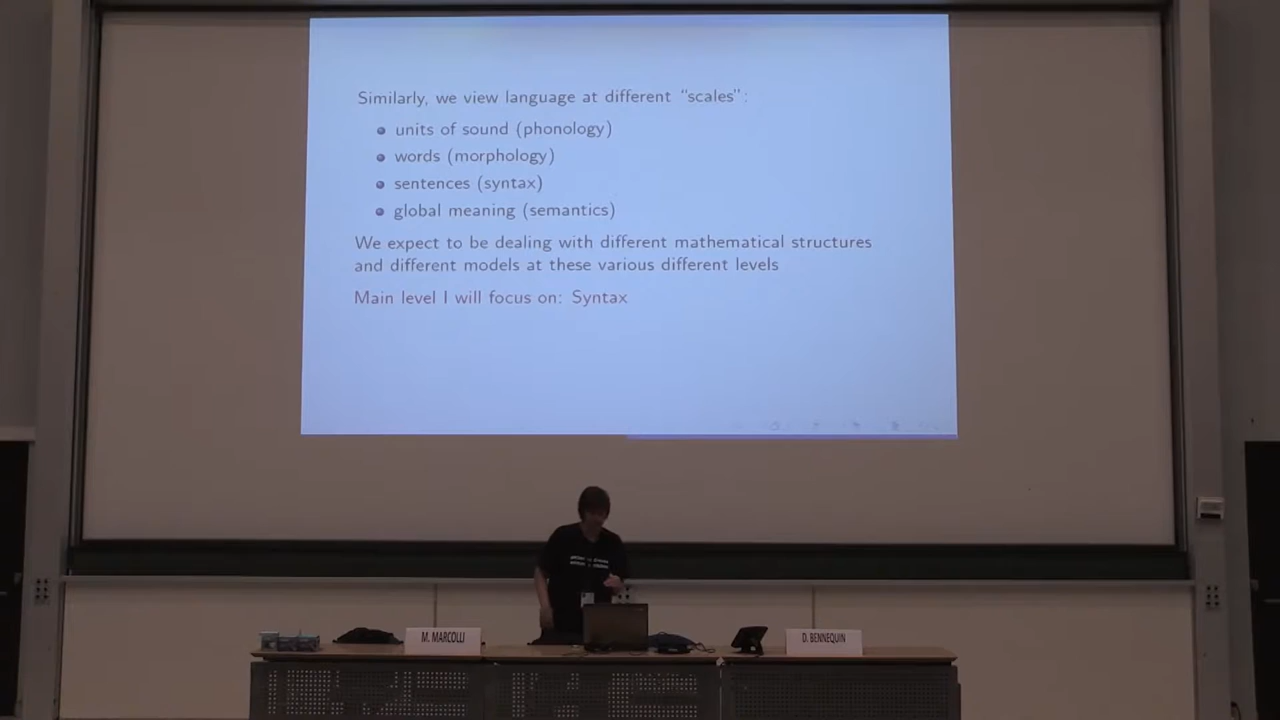 Similarly, we view language at different “scales”:
units of sound (phonology)
words (morphology)
sentences (syntax)
global meaning (semantics)
We expect to be dealing with different mathematical structures
and different models at these various different levels
Main level I will focus on: Syntax
M. MARCOLLI
D. BENNEQUIN